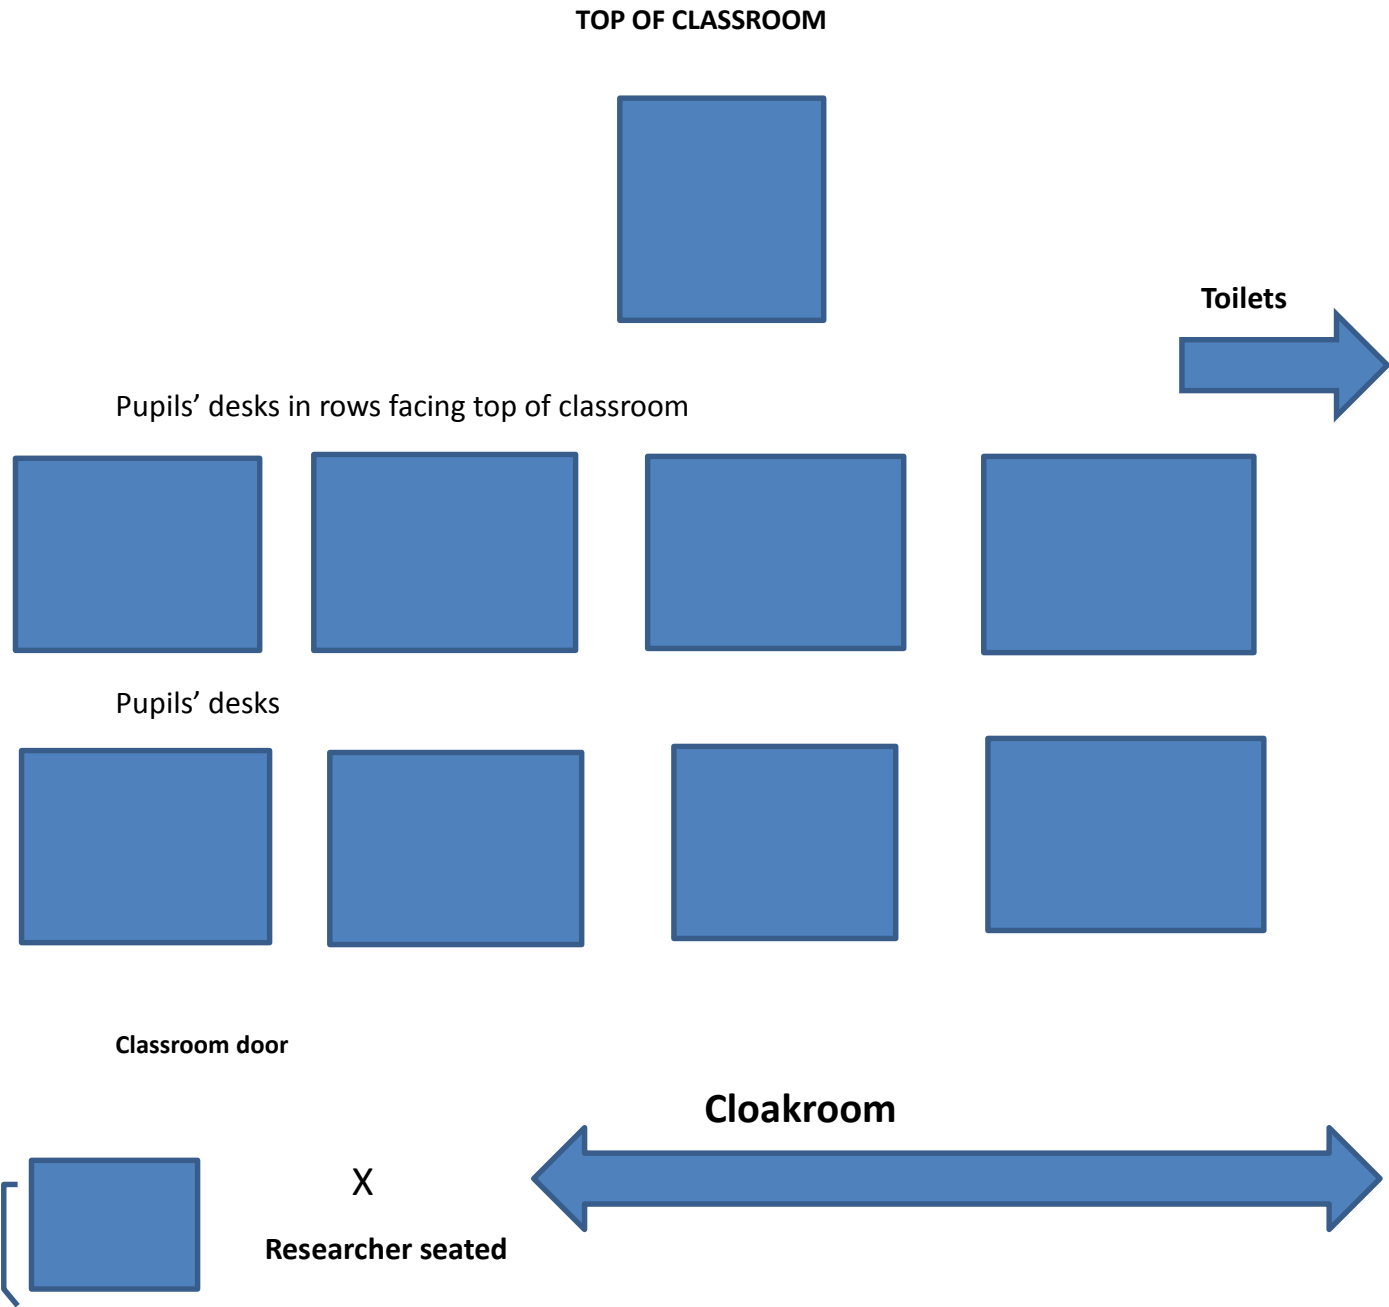 TOP OF CLASSROOM
Toilets
Pupils’ desks in rows facing top of classroom
Pupils’ desks
Classroom door
Cloakroom
X
Researcher seated